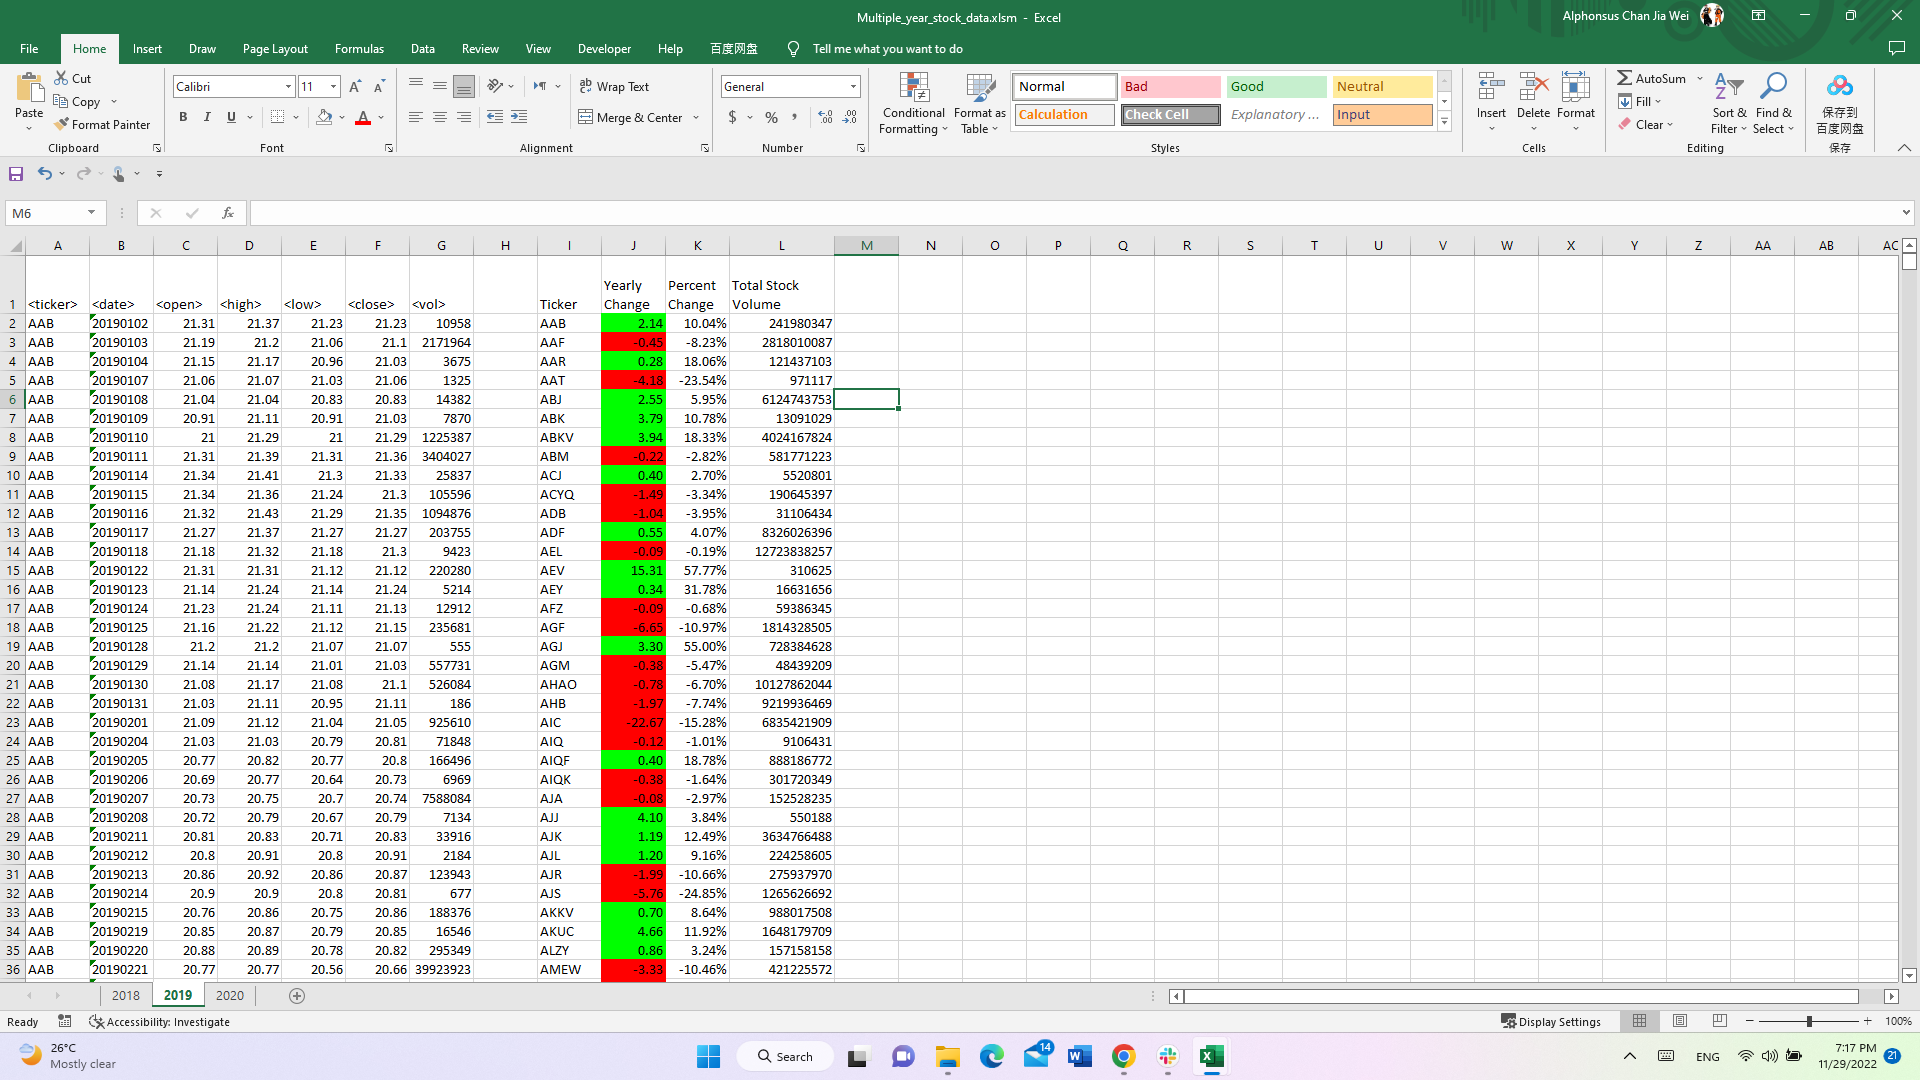 Multiple_year_stock_data.xlsm - Excel
Alphonsus Chan Jia Wei
File Home Insert Draw Page Layout Formulas Data Review View Developer Help 百度网盘 Tell me what you want to do
Paste Cut Copy Format Painter
Calibri 11
B I U
Wrap Text
Merge & Center
General
$ % ,
Conditional Formatting
Format as Table
Normal Bad Good Neutral
Calculation Check Cell Explanatory ... Input
Insert Delete Format
AutoSum Fill Clear
Sort & Filter
Find & Select
保存到
百度网盘
Clipboard Font Alignment Number Styles Cells Editing 保存
M6 fx
A B C D E F G H I J K L M N O P Q R S T U V W X Y Z AA AB AC
1 <ticker> <date> <open> <high> <low> <close> <vol> Ticker Yearly Change Percent Change Total Stock Volume
2 AAB 20190102 21.31 21.37 21.23 21.23 10958 AAB 2.14 10.04% 241980347
3 AAB 20190103 21.19 21.2 21.06 21.1 2171964 AAF -0.45 -8.23% 2818010087
4 AAB 20190104 21.15 21.17 20.96 21.03 3675 AAR 0.28 18.06% 121437103
5 AAB 20190107 21.06 21.07 21.03 21.06 1325 AAT -4.18 -23.54% 971117
6 AAB 20190108 21.04 21.04 20.83 20.83 14382 ABJ 2.55 5.95% 6124743753
7 AAB 20190109 20.91 21.11 20.91 21.03 7870 ABK 3.79 10.78% 13091029
8 AAB 20190110 21 21.29 21 21.29 1225387 ABKV 3.94 18.33% 4024167824
9 AAB 20190111 21.31 21.39 21.31 21.36 3404027 ABM -0.22 -2.82% 581771223
10 AAB 20190114 21.34 21.41 21.3 21.33 25837 ACJ 0.40 2.70% 5520801
11 AAB 20190115 21.34 21.36 21.24 21.3 105596 ACYQ -1.49 -3.34% 190645397
12 AAB 20190116 21.32 21.43 21.29 21.35 1094876 ADB -1.04 -3.95% 31106434
13 AAB 20190117 21.27 21.37 21.27 21.27 203755 ADF 0.55 4.07% 8326026396
14 AAB 20190118 21.18 21.32 21.18 21.3 9423 AEL -0.09 -0.19% 12723838257
15 AAB 20190122 21.31 21.31 21.12 21.12 220280 AEV 15.31 57.77% 310625
16 AAB 20190123 21.14 21.24 21.14 21.24 5214 AEY 0.34 31.78% 16631656
17 AAB 20190124 21.23 21.24 21.11 21.13 12912 AFZ -0.09 -0.68% 59386345
18 AAB 20190125 21.16 21.22 21.12 21.15 235681 AGF -6.65 -10.97% 1814328505
19 AAB 20190128 21.2 21.2 21.07 21.07 555 AGJ 3.30 55.00% 728384628
20 AAB 20190129 21.14 21.14 21.01 21.03 557731 AGM -0.38 -5.47% 48439209
21 AAB 20190130 21.08 21.17 21.08 21.1 526084 AHAO -0.78 -6.70% 10127862044
22 AAB 20190131 21.03 21.11 20.95 21.11 186 AHB -1.97 -7.74% 9219936469
23 AAB 20190201 21.09 21.12 21.04 21.05 925610 AIC -22.67 -15.28% 6835421909
24 AAB 20190204 21.03 21.03 20.79 20.81 71848 AIQ -0.12 -1.01% 9106431
25 AAB 20190205 20.77 20.82 20.77 20.8 166496 AIQF 0.40 18.78% 888186772
26 AAB 20190206 20.69 20.77 20.64 20.73 6969 AIQK -0.38 -1.64% 301720349
27 AAB 20190207 20.73 20.75 20.7 20.74 7588084 AJA -0.08 -2.97% 152528235
28 AAB 20190208 20.72 20.79 20.67 20.79 7134 AJJ 4.10 3.84% 550188
29 AAB 20190211 20.81 20.83 20.71 20.83 33916 AJK 1.19 12.49% 3634766488
30 AAB 20190212 20.8 20.91 20.8 20.91 2184 AJL 1.20 9.16% 224258605
31 AAB 20190213 20.86 20.92 20.86 20.87 123943 AJR -1.99 -10.66% 275937970
32 AAB 20190214 20.9 20.9 20.8 20.81 677 AJS -5.76 -24.85% 1265626692
33 AAB 20190215 20.76 20.86 20.75 20.86 188376 AKKV 0.70 8.64% 988017508
34 AAB 20190219 20.85 20.87 20.79 20.85 16546 AKUC 4.66 11.92% 1648179709
35 AAB 20190220 20.88 20.89 20.78 20.82 295349 ALZY 0.86 3.24% 157158158
36 AAB 20190221 20.77 20.77 20.56 20.66 39923923 AMEW -3.33 -10.46% 421225572
2018 2019 2020
Ready Accessibility: Investigate Display Settings 100%
26°C
Mostly clear
Search
14
ENG
7:17 PM
11/29/2022
21